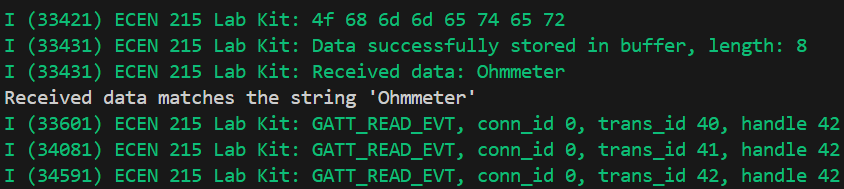 I (33421) ECEN 215 Lab Kit: 4f 68 6d 6d 65 74 65 72
I (33431) ECEN 215 Lab Kit: Data successfully stored in buffer, length: 8
I (33431) ECEN 215 Lab Kit: Received data: Ohmmeter
Received data matches the string 'Ohmmeter'
I (33601) ECEN 215 Lab Kit: GATT_READ_EVT, conn_id 0, trans_id 40, handle 42
I (34081) ECEN 215 Lab Kit: GATT_READ_EVT, conn_id 0, trans_id 41, handle 42
I (34591) ECEN 215 Lab Kit: GATT_READ_EVT, conn_id 0, trans_id 42, handle 42